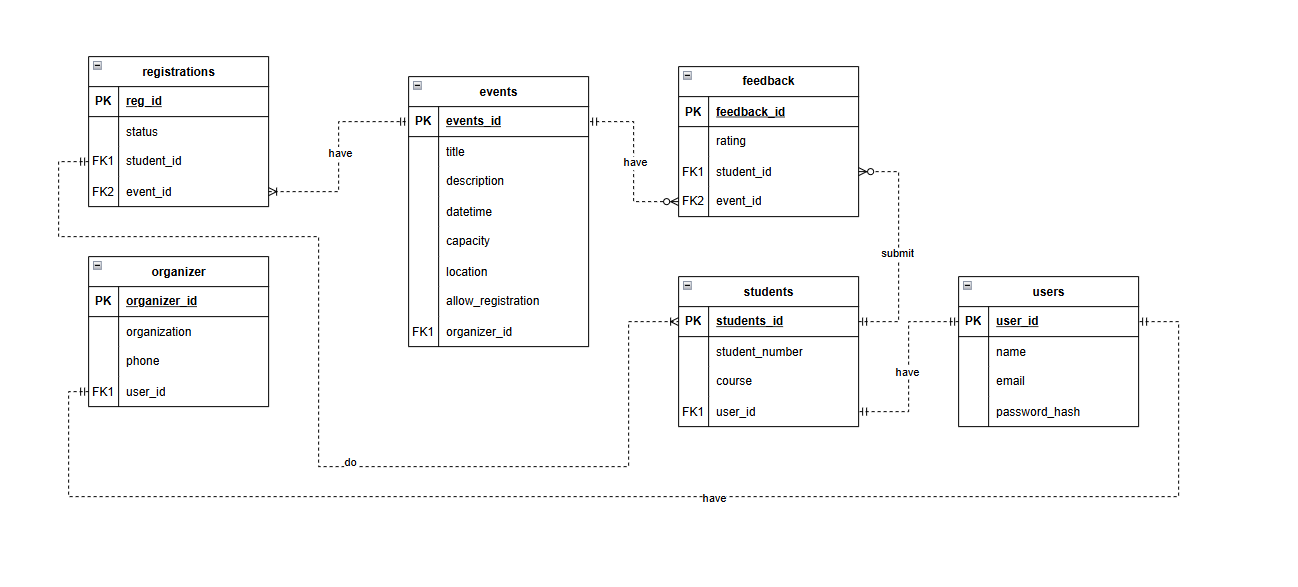 registrations
PK reg_id
status
FK1 student_id
FK2 event_id
have
events
PK events_id
title
description
datetime
capacity
location
allow_registration
FK1 organizer_id
have
feedback
PK feedback_id
rating
FK1 student_id
FK2 event_id
submit
organizer
PK organizer_id
organization
phone
FK1 user_id
students
PK students_id
student_number
course
FK1 user_id
have
users
PK user_id
name
email
password_hash
do
have